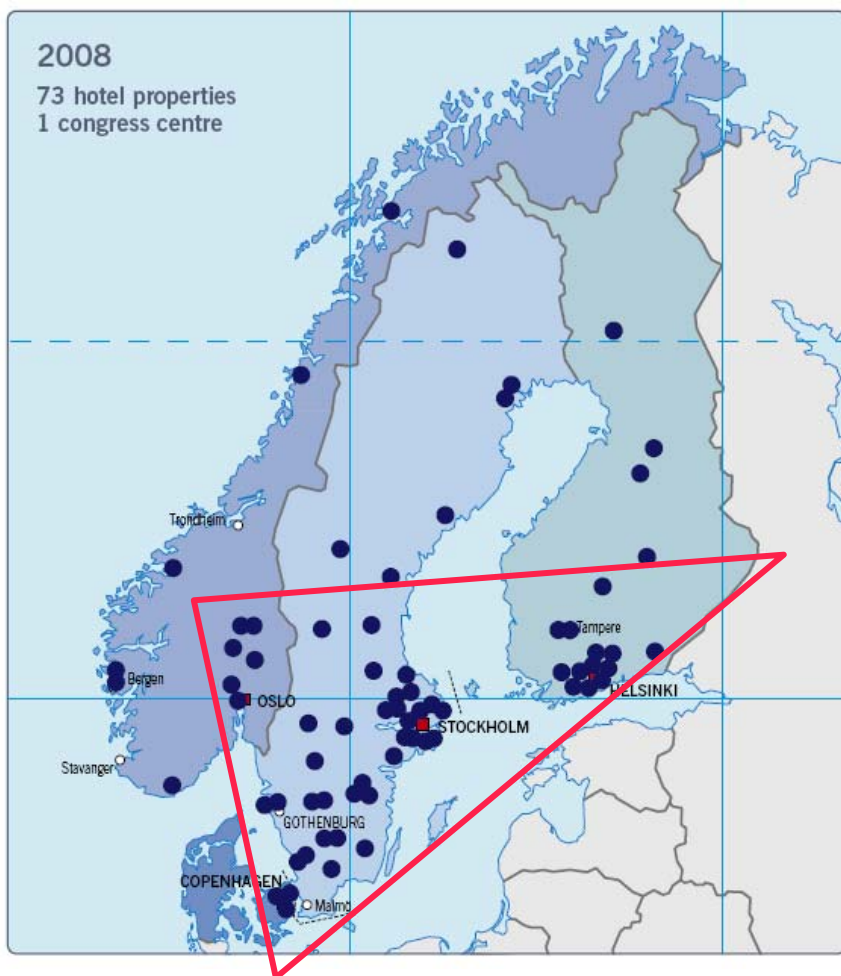 2008
73 hotel properties
1 congress centre
Trondheim
Tampere
Bergen
OSLO
HELSINKI
STOCKHOLM
Stavanger
GOTHENBURG
COPENHAGEN
Malmö